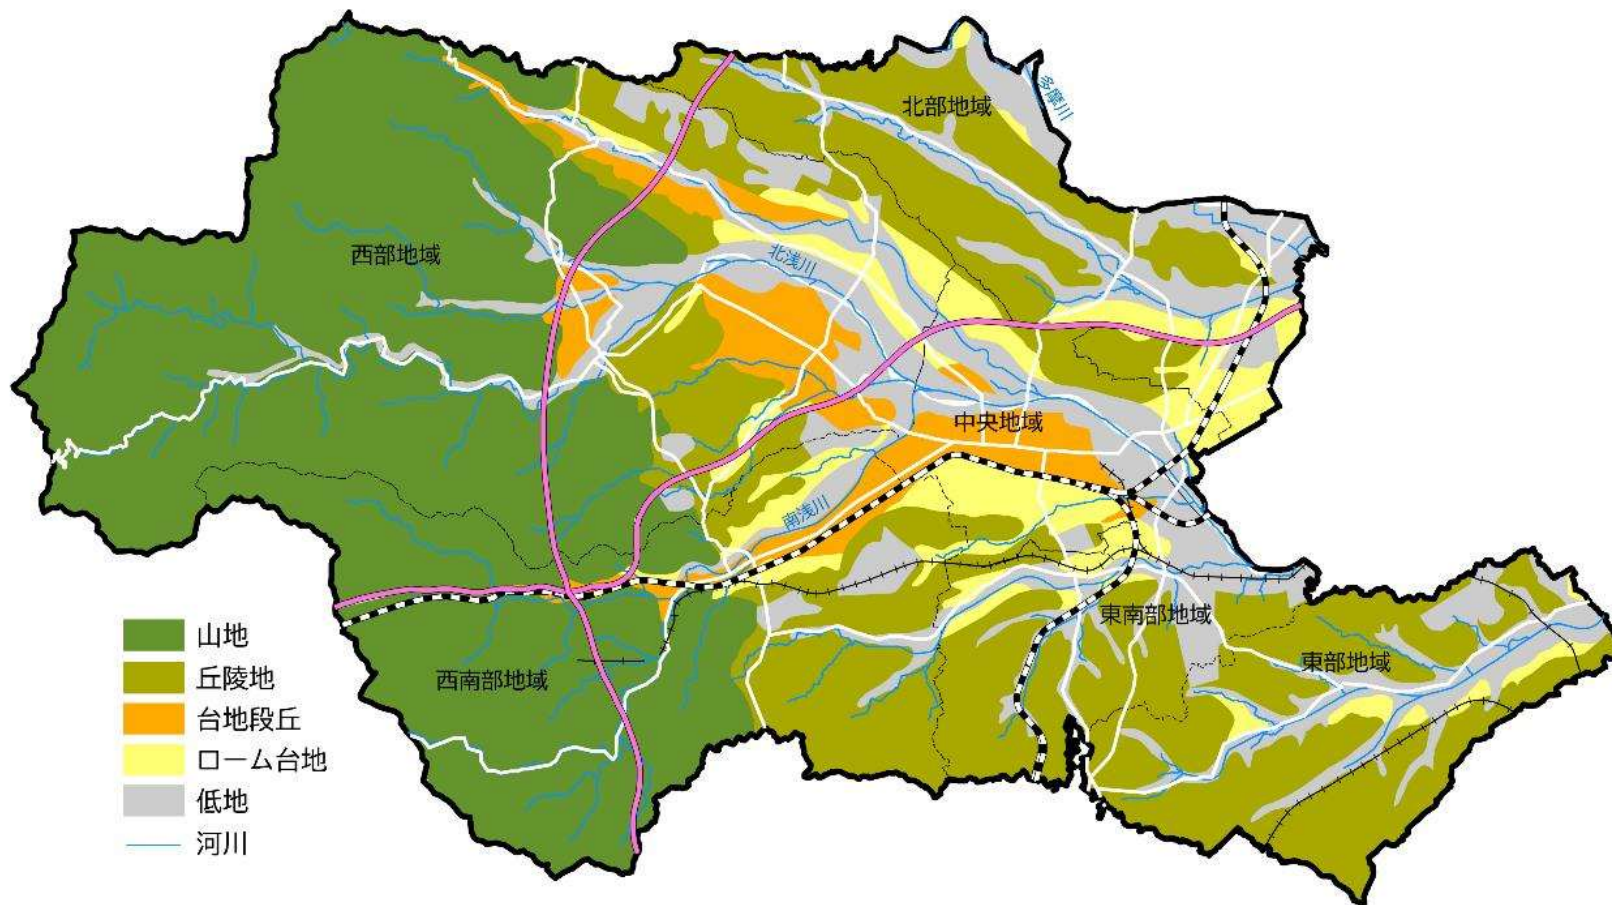 北部地域
多摩川
西部地域
北浅川
中央地域
南浅川
東南部地域
東部地域
西南部地域
山地
丘陵地
台地段丘
ローム台地
低地
河川